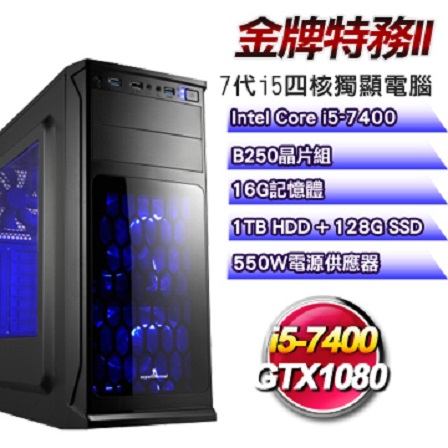 金牌特務II
7代i5四核獨顯電腦
Intel Core i5-7400
B250晶片組
16G記憶體
1TB HDD + 128G SSD
550W電源供應器
i5-7400
GTX1080